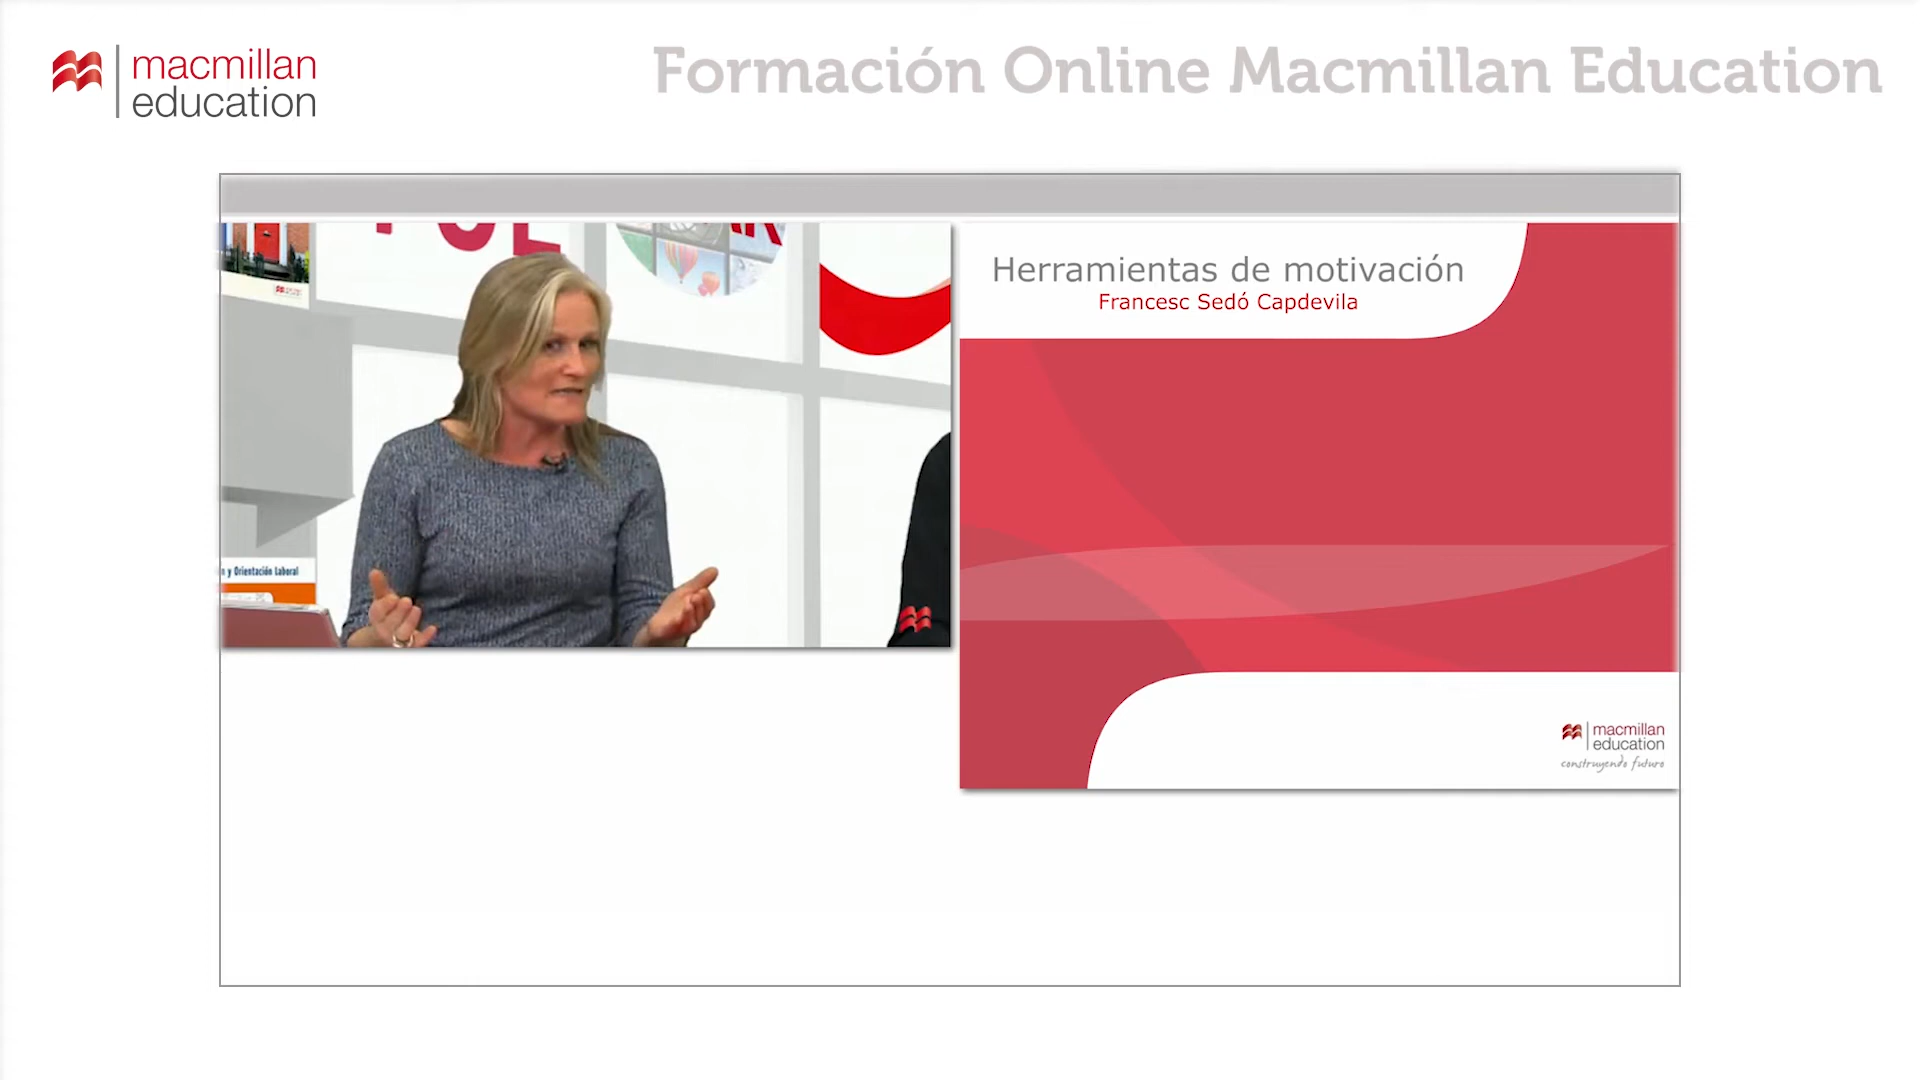 macmillan
education
Formación Online Macmillan Education
n y Orientación Laboral
Herramientas de motivación
Francesc Sedó Capdevila
macmillan
education
construyendo futuro